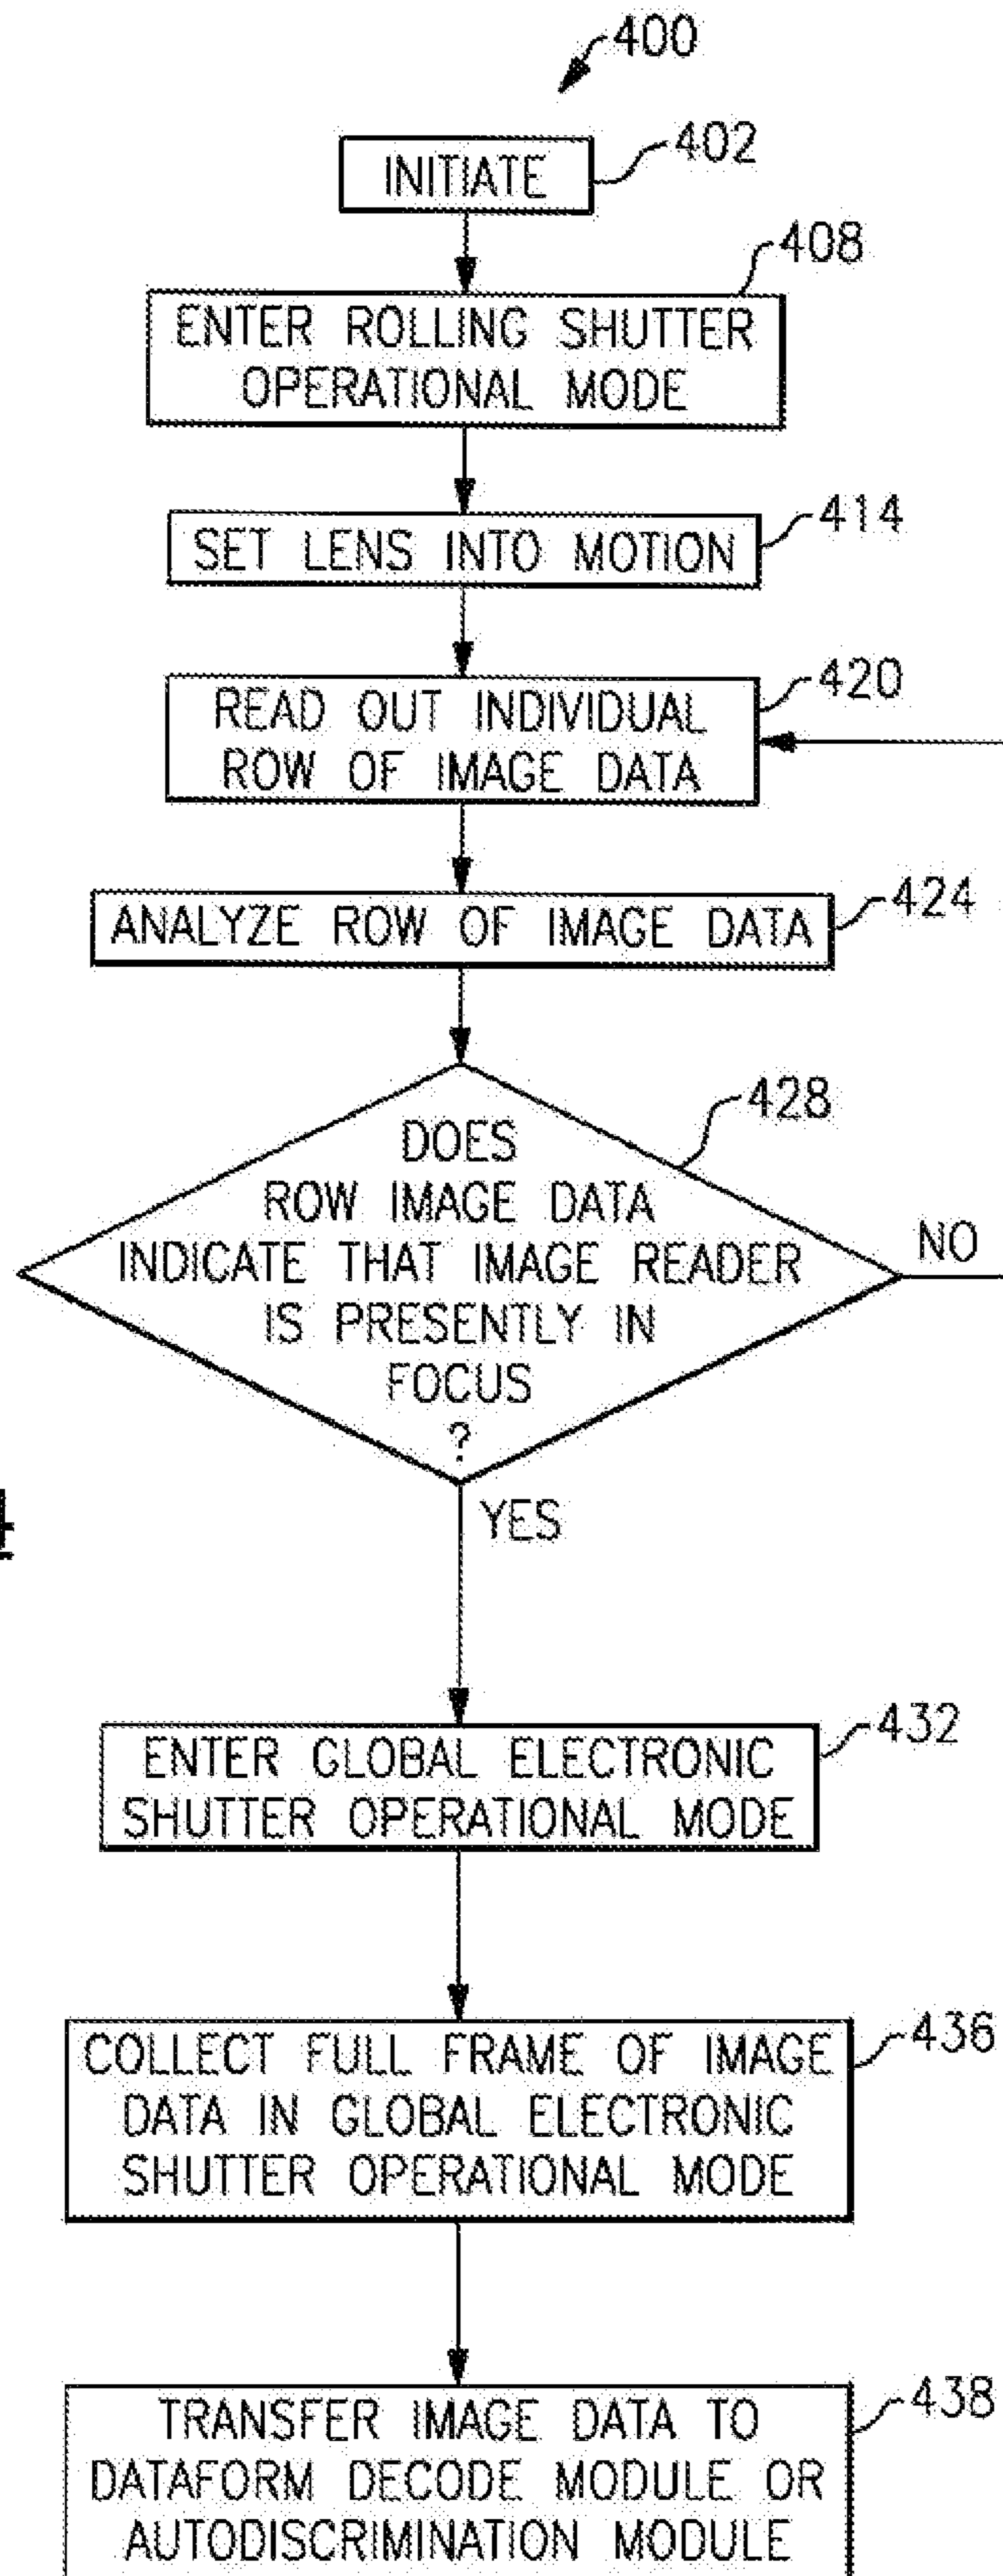 400
INITIATE
402
408
ENTER ROLLING SHUTTER
OPERATIONAL MODE
SET LENS INTO MOTION
414
READ OUT INDIVIDUAL
ROW OF IMAGE DATA
420
ANALYZE ROW OF IMAGE DATA
424
DOES
ROW IMAGE DATA
INDICATE THAT IMAGE READER
IS PRESENTLY IN
FOCUS
?
428
NO
YES
4
ENTER GLOBAL ELECTRONIC
SHUTTER OPERATIONAL MODE
432
COLLECT FULL FRAME OF IMAGE
DATA IN GLOBAL ELECTRONIC
SHUTTER OPERATIONAL MODE
436
TRANSFER IMAGE DATA TO
DATAFORM DECODE MODULE OR
AUTODISCRIMINATION MODULE
438